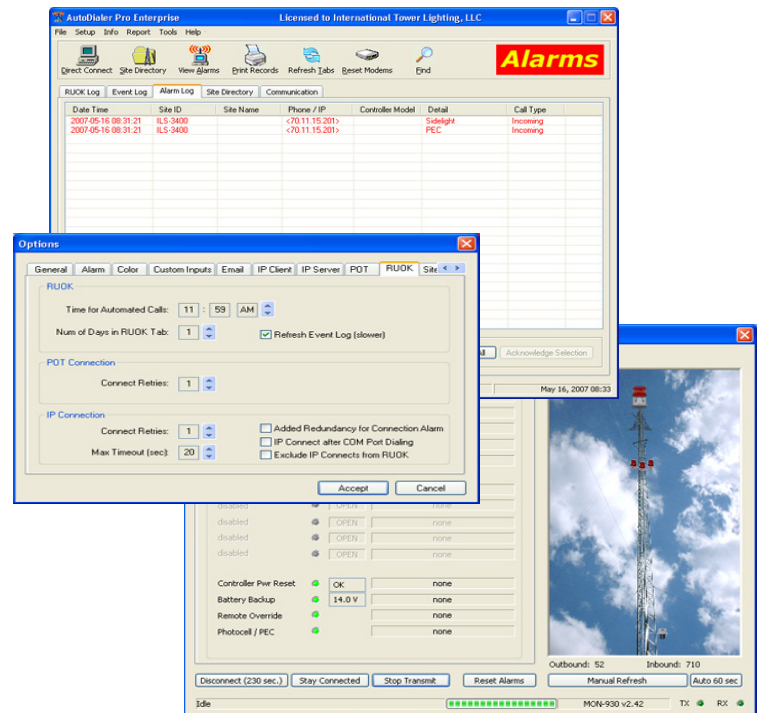 AutoDialer Pro Enterprise Licensed to International Tower Lighting, LLC
File Setup Info Report Tools Help
Direct Connect Site Directory View Alarms Print Records Refresh Tabs Reset Modems Find Alarms
RUOK Log Event Log Alarm Log Site Directory Communication
Date Time Site ID Site Name Phone / IP Controller Model Detail Call Type
2007-05-16 08:31:21 ILS-3400 <70.11.15.201> Sidelight Incoming
2007-05-16 08:31:21 ILS-3400 <70.11.15.201> PEC Incoming
Acknowledge Selection
May 16, 2007 08:33
Options
General Alarm Color Custom Inputs Email IP Client IP Server POT RUOK Site
RUOK
Time for Automated Calls: 11 : 59 AM
Num of Days in RUOK Tab: 1 Refresh Event Log (slower)
POT Connection
Connect Retries: 1
IP Connection
Connect Retries: 1 Added Redundancy for Connection Alarm
IP Connect after COM Port Dialing
Max Timeout (sec): 20 Exclude IP Connects from RUOK
Accept Cancel
disabled OPEN none
disabled OPEN none
disabled OPEN none
disabled OPEN none
Controller Pwr Reset OK none
Battery Backup 14.0 V none
Remote Override none
Photocell / PEC none
Outbound: 52 Inbound: 710
Disconnect (230 sec.) Stay Connected Stop Transmit Reset Alarms Manual Refresh Auto 60 sec
Idle MON-930 v2.42 TX RX